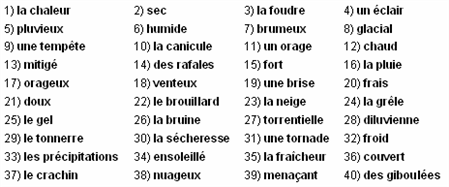 1) la chaleur 2) sec 3) la foudre 4) un éclair
5) pluvieux 6) humide 7) brumeux 8) glacial
9) une tempête 10) la canicule 11) un orage 12) chaud
13) mitigé 14) des rafales 15) fort 16) la pluie
17) orageux 18) venteux 19) une brise 20) frais
21) doux 22) le brouillard 23) la neige 24) la grêle
25) le gel 26) la bruine 27) torrentielle 28) diluvienne
29) le tonnerre 30) la sécheresse 31) une tornade 32) froid
33) les précipitations 34) ensoleillé 35) la fraîcheur 36) couvert
37) le crachin 38) nuageux 39) menaçant 40) des giboulées